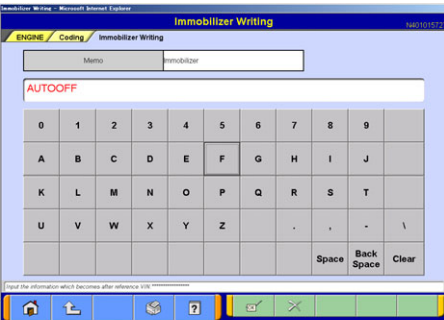 Immobilizer Writing - Microsoft Internet Explorer
Immobilizer Writing
ENGINE Coding Immobilizer Writing
Memo Immobilizer
AUTOOFF
0 1 2 3 4 5 6 7 8 9
A B C D E F G H I J
K L M N O P Q R S T
U V W X Y Z . , - \
Space Back Space Clear
Input the information which becomes after reference VIN
?